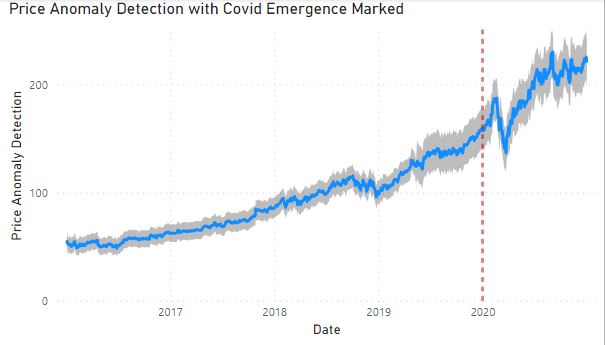 Price Anomaly Detection with Covid Emergence Marked
Price Anomaly Detection
200
100
0
2017 2018 2019 2020
Date